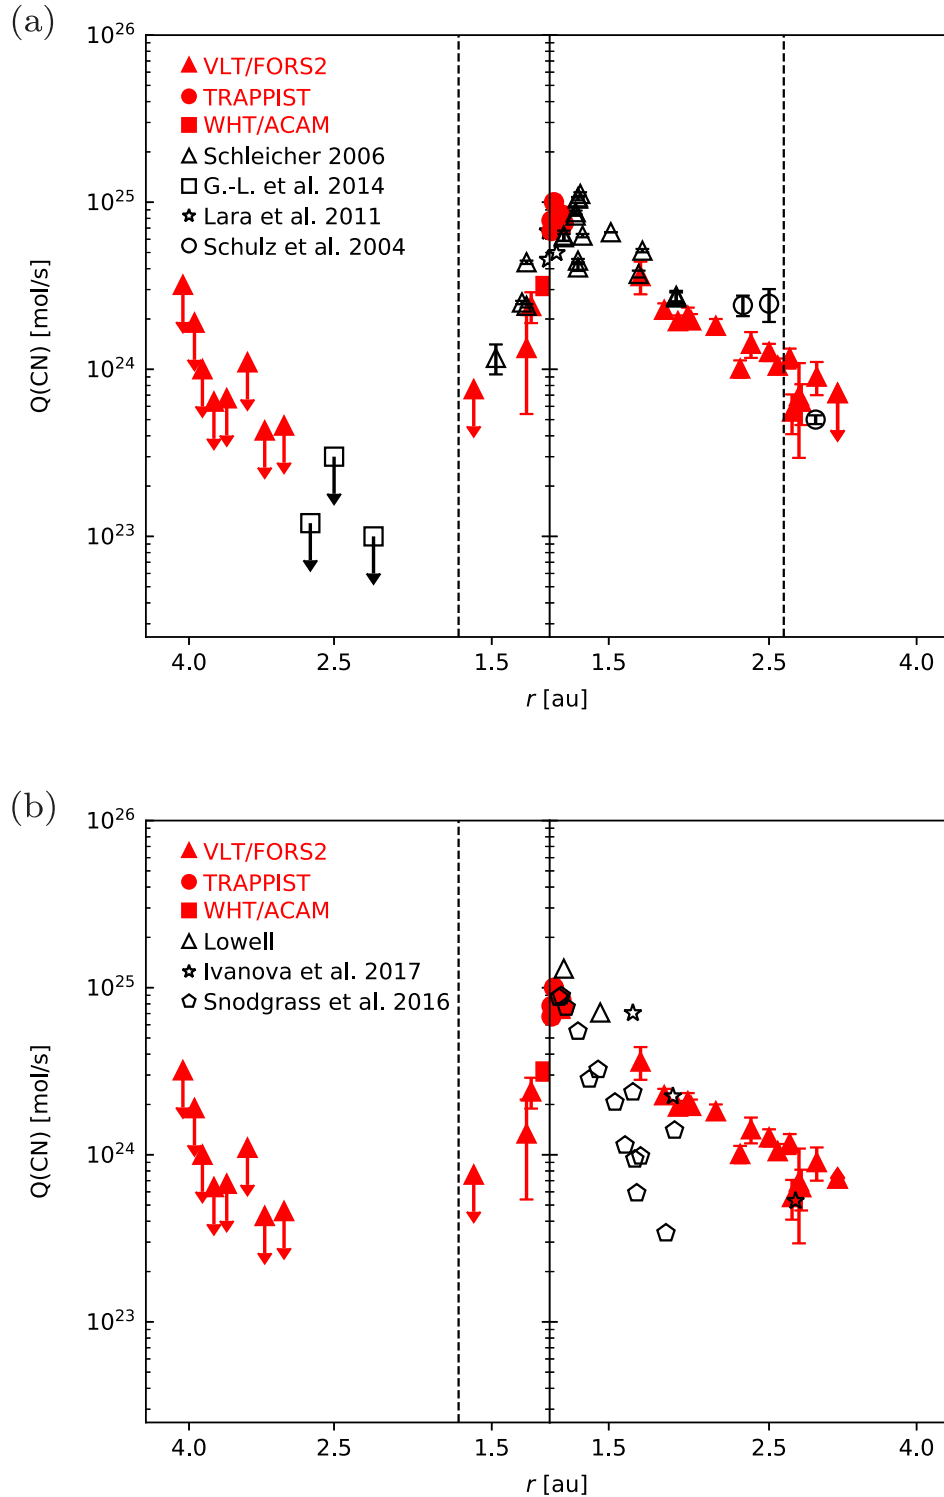 (a)
10^26
VLT/FORS2
TRAPPIST
WHT/ACAM
Schleicher 2006
G.-L. et al. 2014
Lara et al. 2011
Schulz et al. 2004
10^25
10^24
10^23
Q(CN) [mol/s]
4.0 2.5 1.5 1.5 2.5 4.0
r [au]
(b)
10^26
VLT/FORS2
TRAPPIST
WHT/ACAM
Lowell
Ivanova et al. 2017
Snodgrass et al. 2016
10^25
10^24
10^23
Q(CN) [mol/s]
4.0 2.5 1.5 1.5 2.5 4.0
r [au]